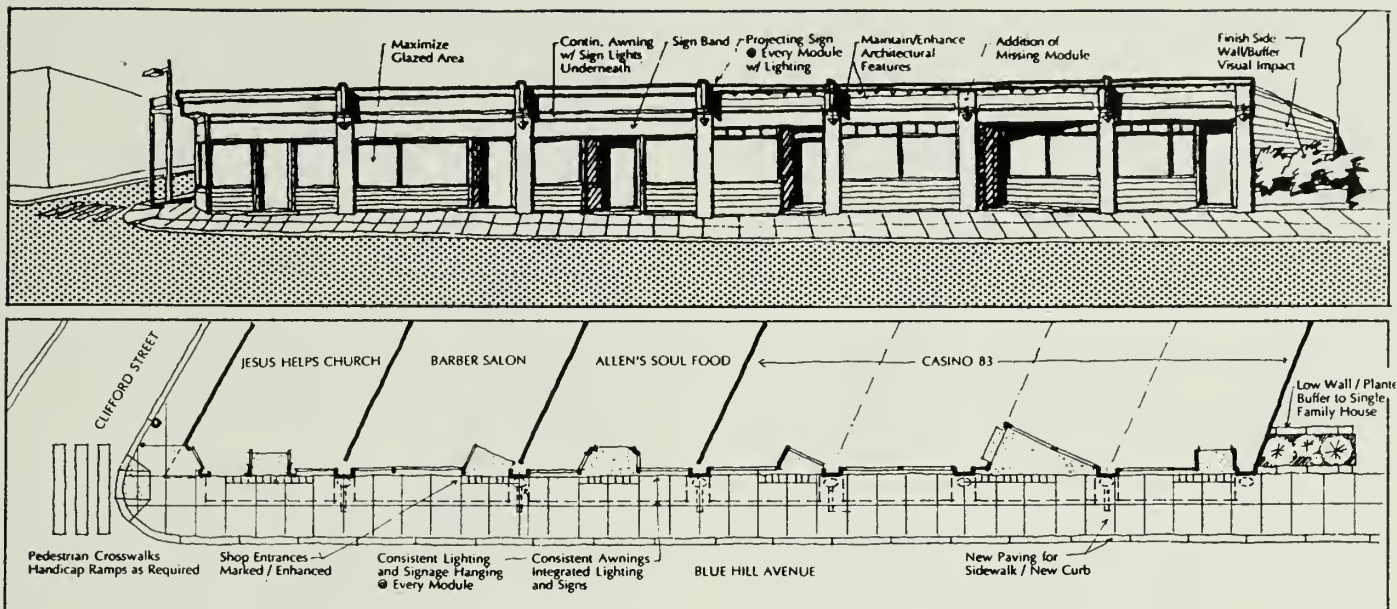 Maximize
Glazed Area
Contin. Awning
w/ Sign Lights
Underneath
Sign Band
Projecting Sign
@ Every Module
w/ Lighting
Maintain/Enhance
Architectural
Features
Addition of
Missing Module
Finish Side
Wall/Buffer
Visual Impact
CLIFFORD STREET
JESUS HELPS CHURCH
BARBER SALON
ALLEN'S SOUL FOOD
CASINO 83
Low Wall / Plante
Buffer to Single
Family House
Pedestrian Crosswalks
Handicap Ramps as Required
Shop Entrances
Marked / Enhanced
Consistent Lighting
and Signage Hanging
@ Every Module
Consistent Awnings
Integrated Lighting
and Signs
BLUE HILL AVENUE
New Paving for
Sidewalk / New Curb